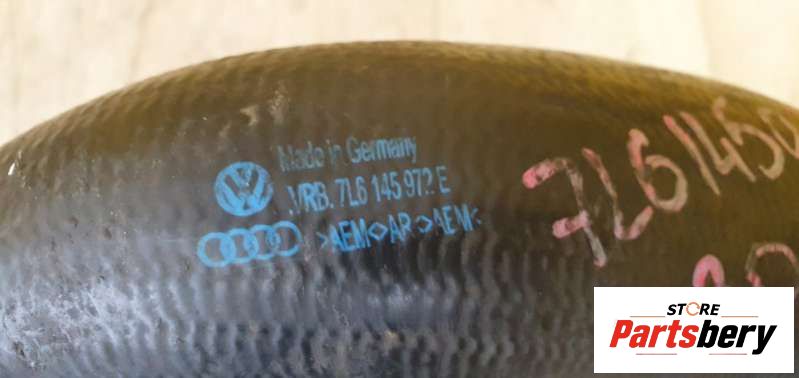 Made in Germany
VRB. 7L6 145 972 E
>AEM<>AR<>AEM<
7L6145
STORE
Partsbery